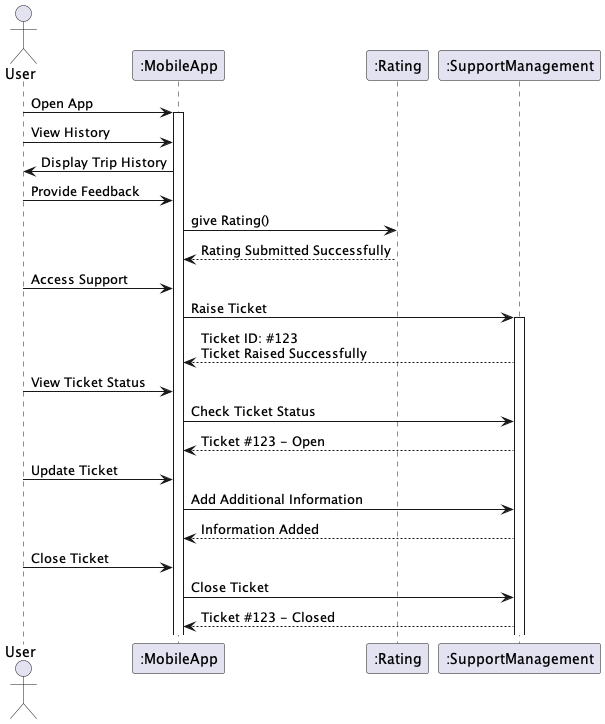 User
:MobileApp
:Rating
:SupportManagement
Open App
View History
Display Trip History
Provide Feedback
give Rating()
Rating Submitted Successfully
Access Support
Raise Ticket
Ticket ID: #123
Ticket Raised Successfully
View Ticket Status
Check Ticket Status
Ticket #123 – Open
Update Ticket
Add Additional Information
Information Added
Close Ticket
Close Ticket
Ticket #123 – Closed
User
:MobileApp
:Rating
:SupportManagement